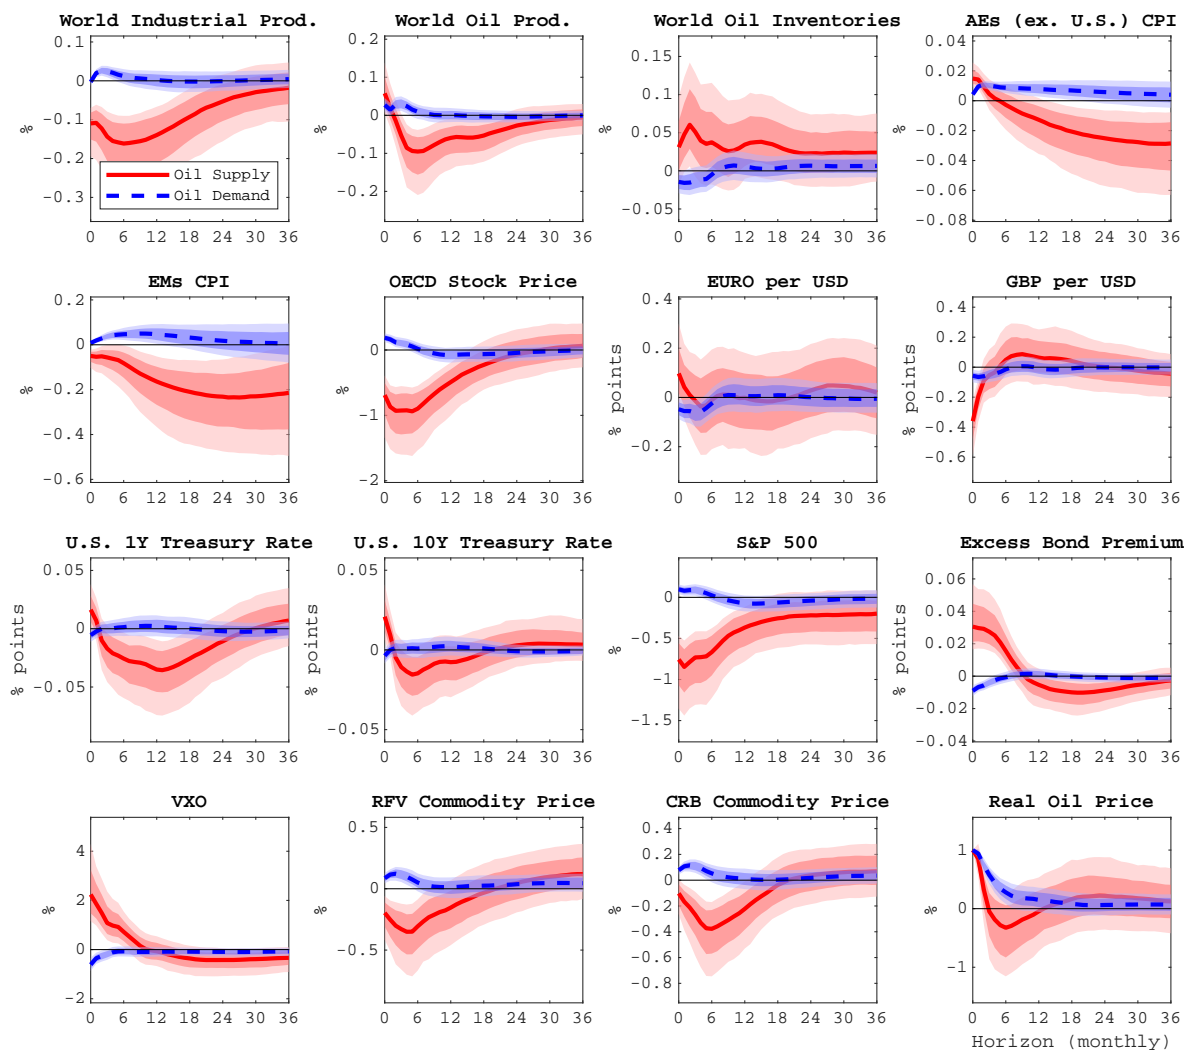 World Industrial Prod.
World Oil Prod.
World Oil Inventories
AEs (ex. U.S.) CPI
%
0.1
0
-0.1
-0.2
-0.3
Oil Supply
Oil Demand
0 6 12 18 24 30 36
%
0.2
0.1
0
-0.1
-0.2
0 6 12 18 24 30 36
%
0.15
0.1
0.05
0
-0.05
0 6 12 18 24 30 36
%
0.04
0.02
0
-0.02
-0.04
-0.06
-0.08
0 6 12 18 24 30 36
EMs CPI
OECD Stock Price
EURO per USD
GBP per USD
%
0.2
0
-0.2
-0.4
-0.6
0 6 12 18 24 30 36
%
0
-1
-2
0 6 12 18 24 30 36
% points
0.4
0.2
0
-0.2
0 6 12 18 24 30 36
% points
0.4
0.2
0
-0.2
-0.4
-0.6
0 6 12 18 24 30 36
U.S. 1Y Treasury Rate
U.S. 10Y Treasury Rate
S&P 500
Excess Bond Premium
% points
0.05
0
-0.05
0 6 12 18 24 30 36
% points
0.05
0
-0.05
0 6 12 18 24 30 36
%
0
-0.5
-1
-1.5
0 6 12 18 24 30 36
% points
0.06
0.04
0.02
0
-0.02
-0.04
0 6 12 18 24 30 36
VXO
RFV Commodity Price
CRB Commodity Price
Real Oil Price
%
4
2
0
-2
0 6 12 18 24 30 36
%
0.5
0
-0.5
0 6 12 18 24 30 36
%
0.4
0.2
0
-0.2
-0.4
-0.6
-0.8
0 6 12 18 24 30 36
%
1
0
-1
0 6 12 18 24 30 36
Horizon (monthly)